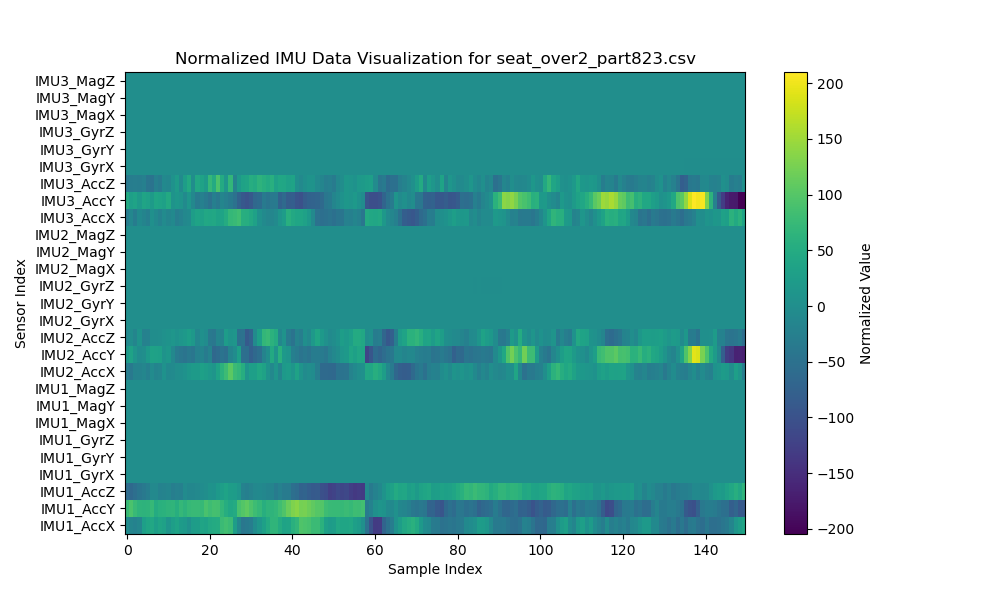 Normalized IMU Data Visualization for seat_over2_part823.csv
IMU3_MagZ
IMU3_MagY
IMU3_MagX
IMU3_GyrZ
IMU3_GyrY
IMU3_GyrX
IMU3_AccZ
IMU3_AccY
IMU3_AccX
IMU2_MagZ
IMU2_MagY
IMU2_MagX
IMU2_GyrZ
IMU2_GyrY
IMU2_GyrX
IMU2_AccZ
IMU2_AccY
IMU2_AccX
IMU1_MagZ
IMU1_MagY
IMU1_MagX
IMU1_GyrZ
IMU1_GyrY
IMU1_GyrX
IMU1_AccZ
IMU1_AccY
IMU1_AccX
Sensor Index
0 20 40 60 80 100 120 140
Sample Index
200
150
100
50
0
−50
−100
−150
−200
Normalized Value